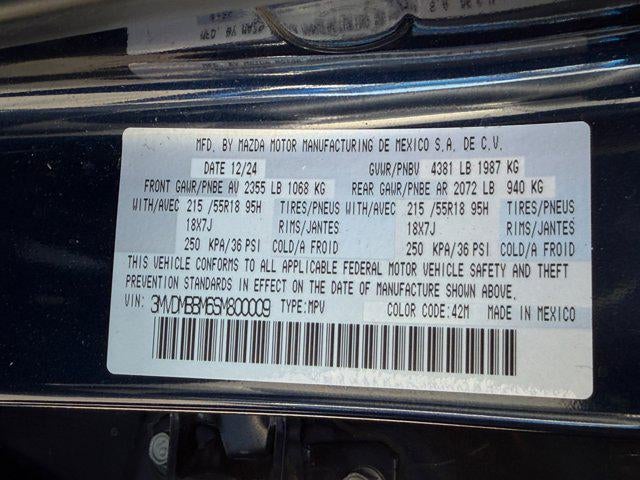 MFD. BY MAZDA MOTOR MANUFACTURING DE MEXICO S.A. DE C.V.
DATE 12/24 GVWR/PNBV 4381 LB 1987 KG
FRONT GAWR/PNBE AV 2355 LB 1068 KG REAR GAWR/PNBE AR 2072 LB 940 KG
WITH/AVEC 215 /55R18 95H TIRES/PNEUS WITH/AVEC 215 /55R18 95H TIRES/PNEUS
18X7J RIMS/JANTES 18X7J RIMS/JANTES
250 KPA/36 PSI COLD/A FROID 250 KPA/36 PSI COLD/A FROID
THIS VEHICLE CONFORMS TO ALL APPLICABLE FEDERAL MOTOR VEHICLE SAFETY AND THEFT
PREVENTION STANDARDS IN EFFECT ON THE DATE OF MANUFACTURE SHOWN ABOVE.
VIN: 3MVDMBBM6SM800009 TYPE:MPV COLOR CODE:42M MADE IN MEXICO